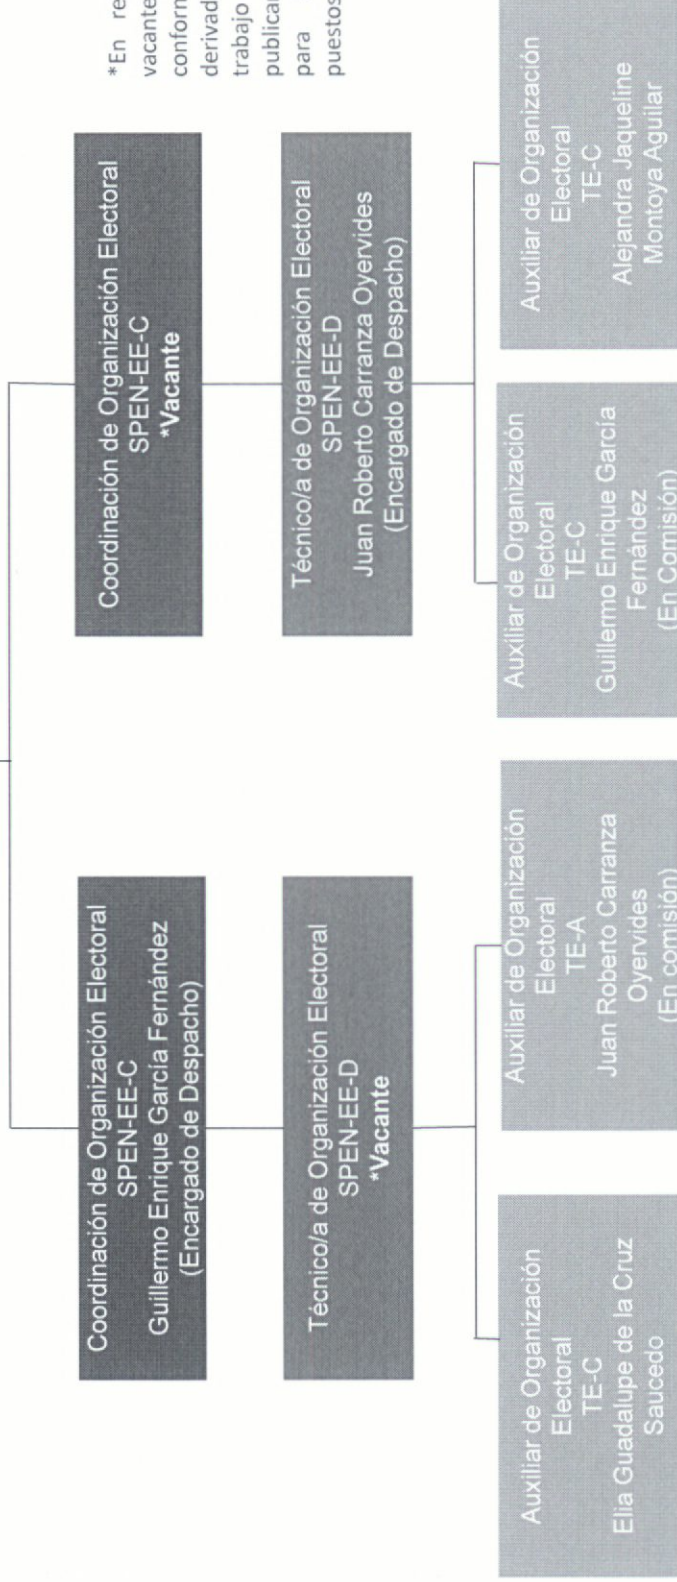 Coordinación de Organización Electoral
SPEN-EE-C
Guillermo Enrique García Fernández
(Encargado de Despacho)
Técnico/a de Organización Electoral
SPEN-EE-D
*Vacante
Auxiliar de Organización
Electoral
TE-C
Elia Guadalupe de la Cruz
Saucedo
Auxiliar de Organización
Electoral
TE-A
Juan Roberto Carranza
Oyervides
(En comisión)
Coordinación de Organización Electoral
SPEN-EE-C
*Vacante
Técnico/a de Organización Electoral
SPEN-EE-D
Juan Roberto Carranza Oyervides
(Encargado de Despacho)
Auxiliar de Organización
Electoral
TE-C
Guillermo Enrique García
Fernández
(En Comisión)
Auxiliar de Organización
Electoral
TE-C
Alejandra Jaqueline
Montoya Aguilar
*En
vacante
trabajo
para
puestos